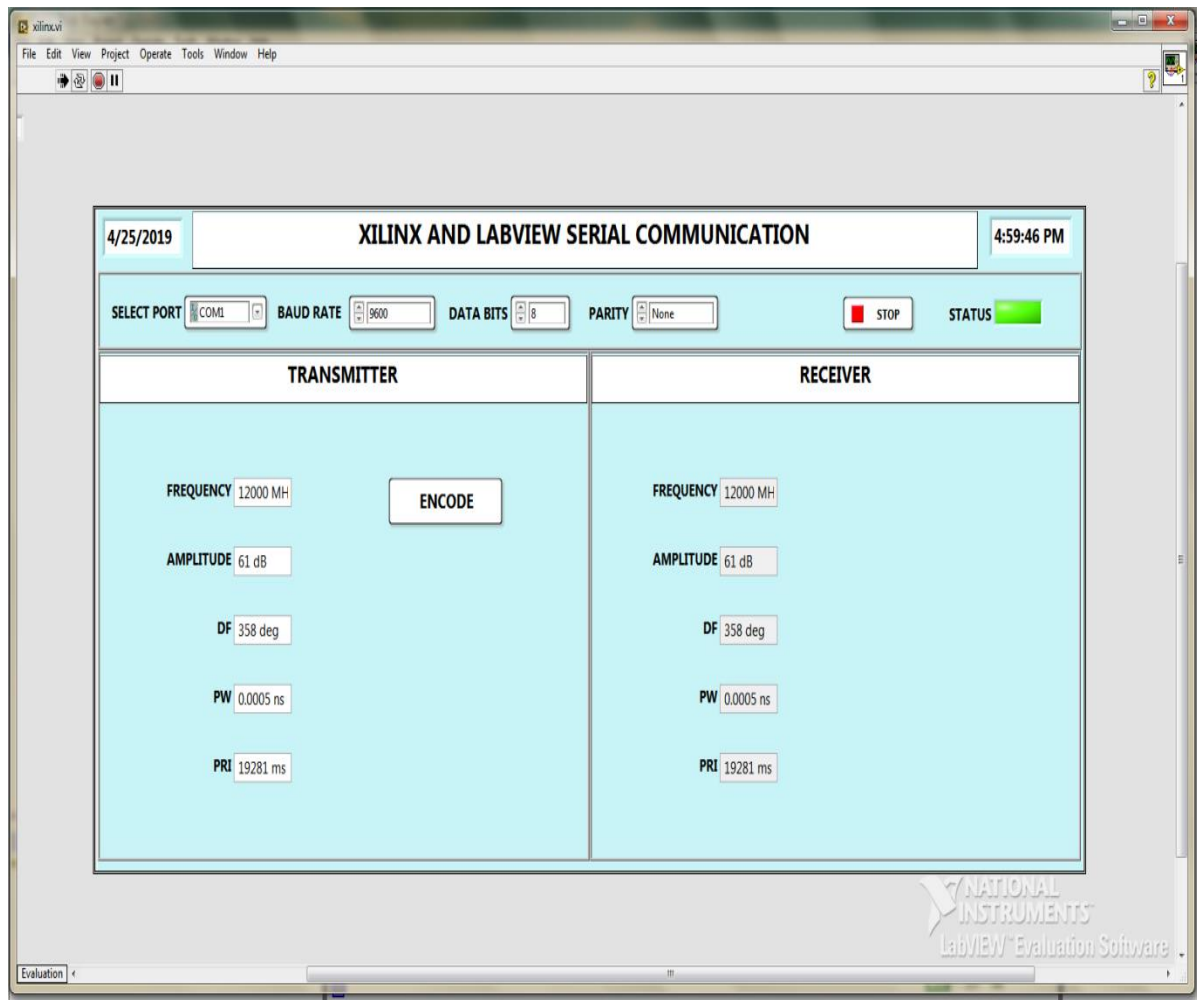 xilinx.vi
File Edit View Project Operate Tools Window Help
1
4/25/2019
XILINX AND LABVIEW SERIAL COMMUNICATION
4:59:46 PM
SELECT PORT COM1 BAUD RATE 9600 DATA BITS 8 PARITY None STOP STATUS
TRANSMITTER
RECEIVER
FREQUENCY 12000 MH ENCODE
AMPLITUDE 61 dB
DF 358 deg
PW 0.0005 ns
PRI 19281 ms
FREQUENCY 12000 MH
AMPLITUDE 61 dB
DF 358 deg
PW 0.0005 ns
PRI 19281 ms
NATIONAL
INSTRUMENTS™
LabVIEW™ Evaluation Software
Evaluation